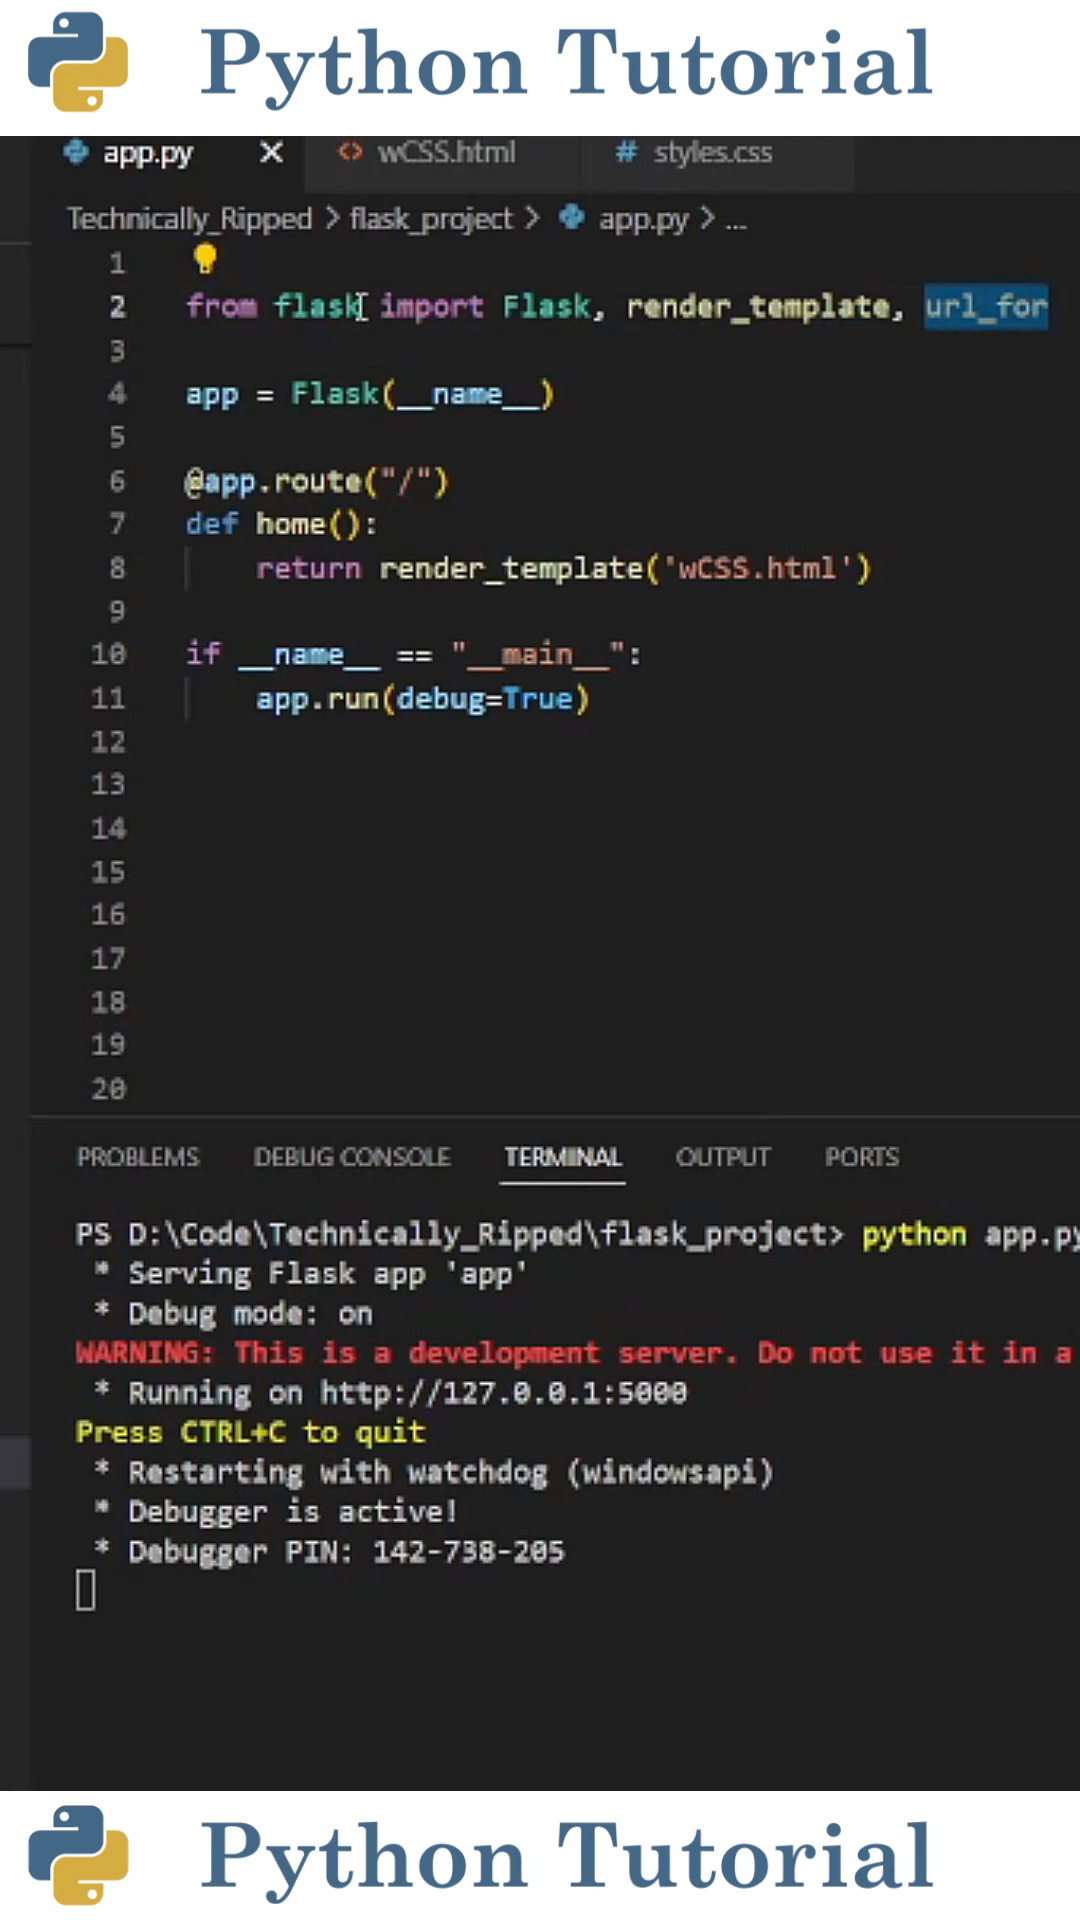 Python Tutorial
app.py wCSS.html # styles.css
Technically_Ripped > flask_project > app.py > ...
1
2 from flask import Flask, render_template, url_for
3
4 app = Flask(__name__)
5
6 @app.route("/")
7 def home():
8 return render_template('wCSS.html')
9
10 if __name__ == "__main__":
11 app.run(debug=True)
12
13
14
15
16
17
18
19
20
PROBLEMS DEBUG CONSOLE TERMINAL OUTPUT PORTS
PS D:\Code\Technically_Ripped\flask_project> python app.py
* Serving Flask app 'app'
* Debug mode: on
WARNING: This is a development server. Do not use it in a
* Running on http://127.0.0.1:5000
Press CTRL+C to quit
* Restarting with watchdog (windowsapi)
* Debugger is active!
* Debugger PIN: 142-738-205
Python Tutorial